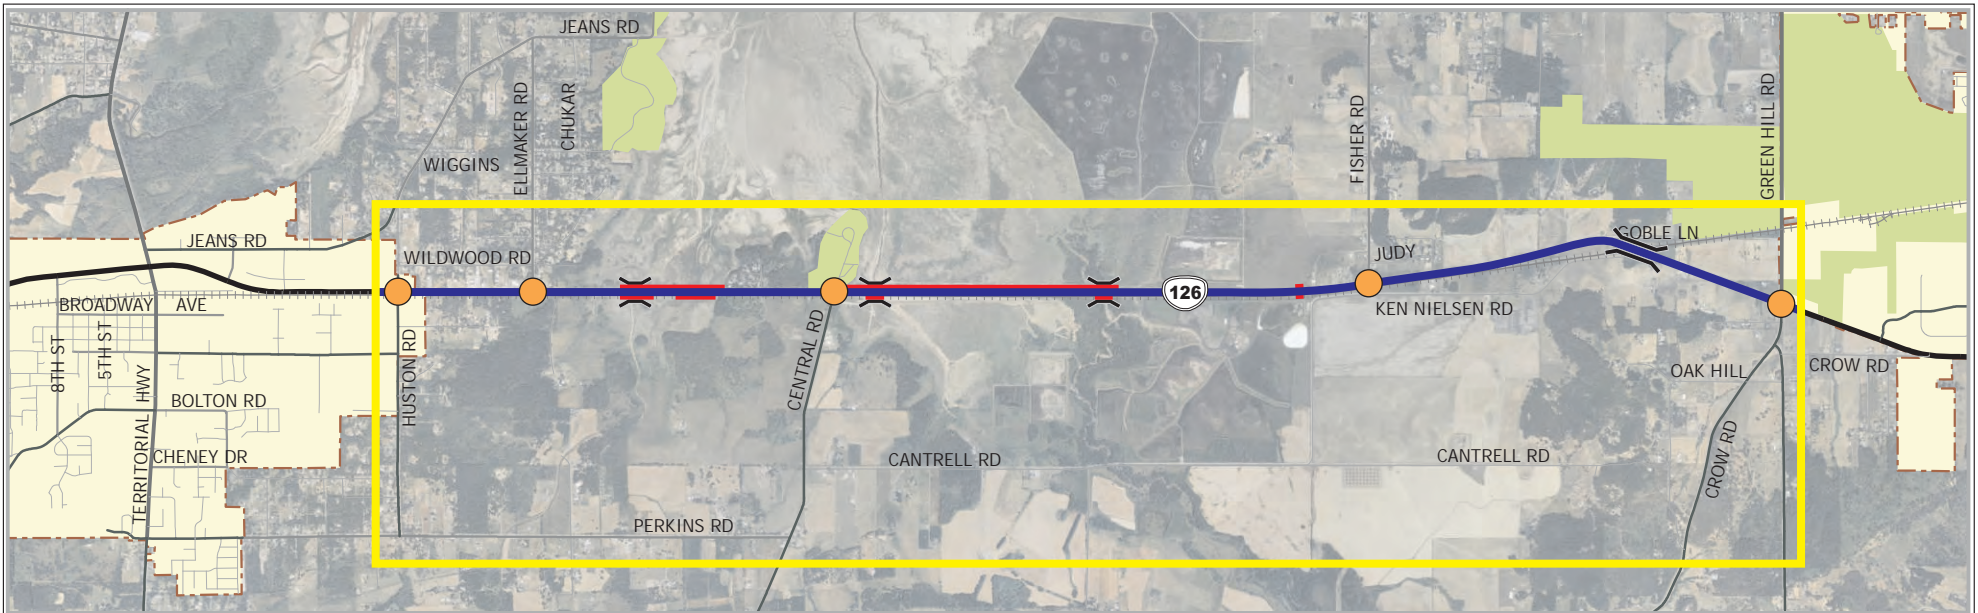 JEANS RD
WIGGINS
ELLMAKER RD
CHUKAR
FISHER RD
GREEN HILL RD
JEANS RD
WILDWOOD RD
JUDY
GOBLE LN
BROADWAY AVE
126
KEN NIELSEN RD
8TH ST
5TH ST
TERRITORIAL HWY
HUSTON RD
CENTRAL RD
OAK HILL
CROW RD
BOLTON RD
CHENEY DR
CANTRELL RD
CANTRELL RD
CROW RD
PERKINS RD